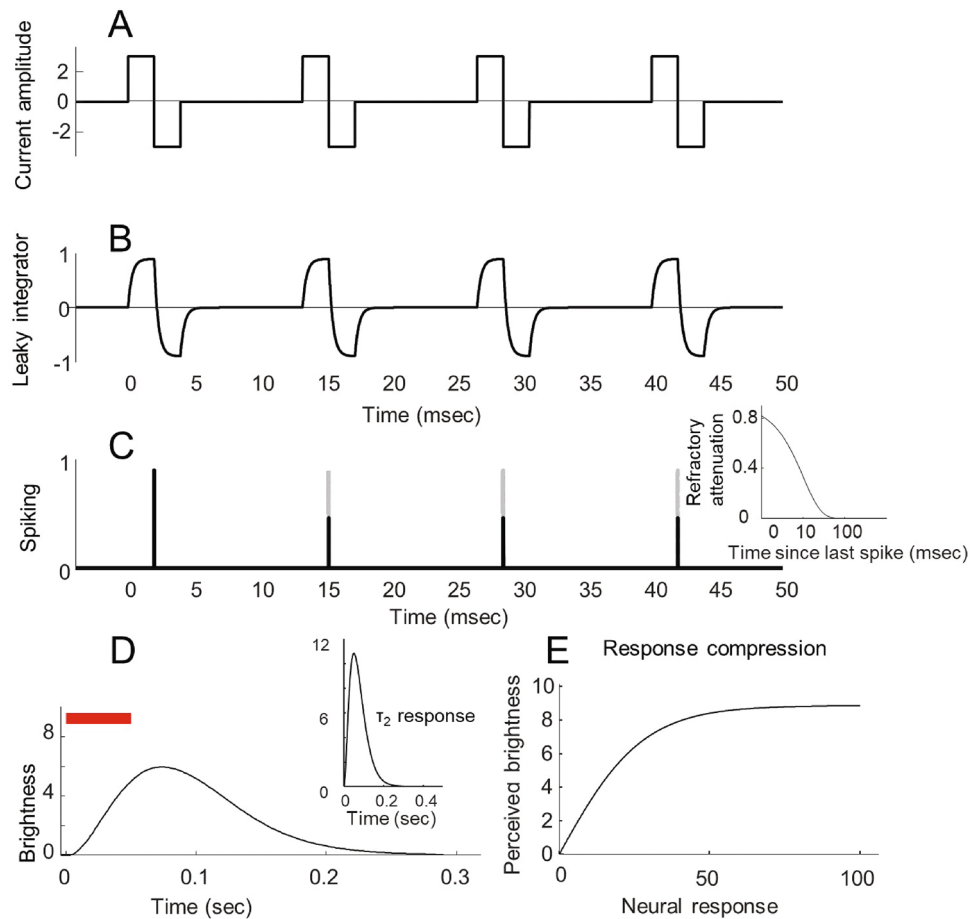 A
Current amplitude
2
0
-2
B
Leaky integrator
1
0
-1
0 5 10 15 20 25 30 35 40 45 50
Time (msec)
C
Spiking
1
0
0 5 10 15 20 25 30 35 40 45 50
Time (msec)
Refractory
attenuation
0.8
0.4
0
0 10 100
Time since last spike (msec)
D
Brightness
8
4
0
0 0.1 0.2 0.3
Time (sec)
12
6
0
τ2 response
0 0.2 0.4
Time (sec)
E
Response compression
Perceived brightness
10
8
6
4
2
0
0 50 100
Neural response